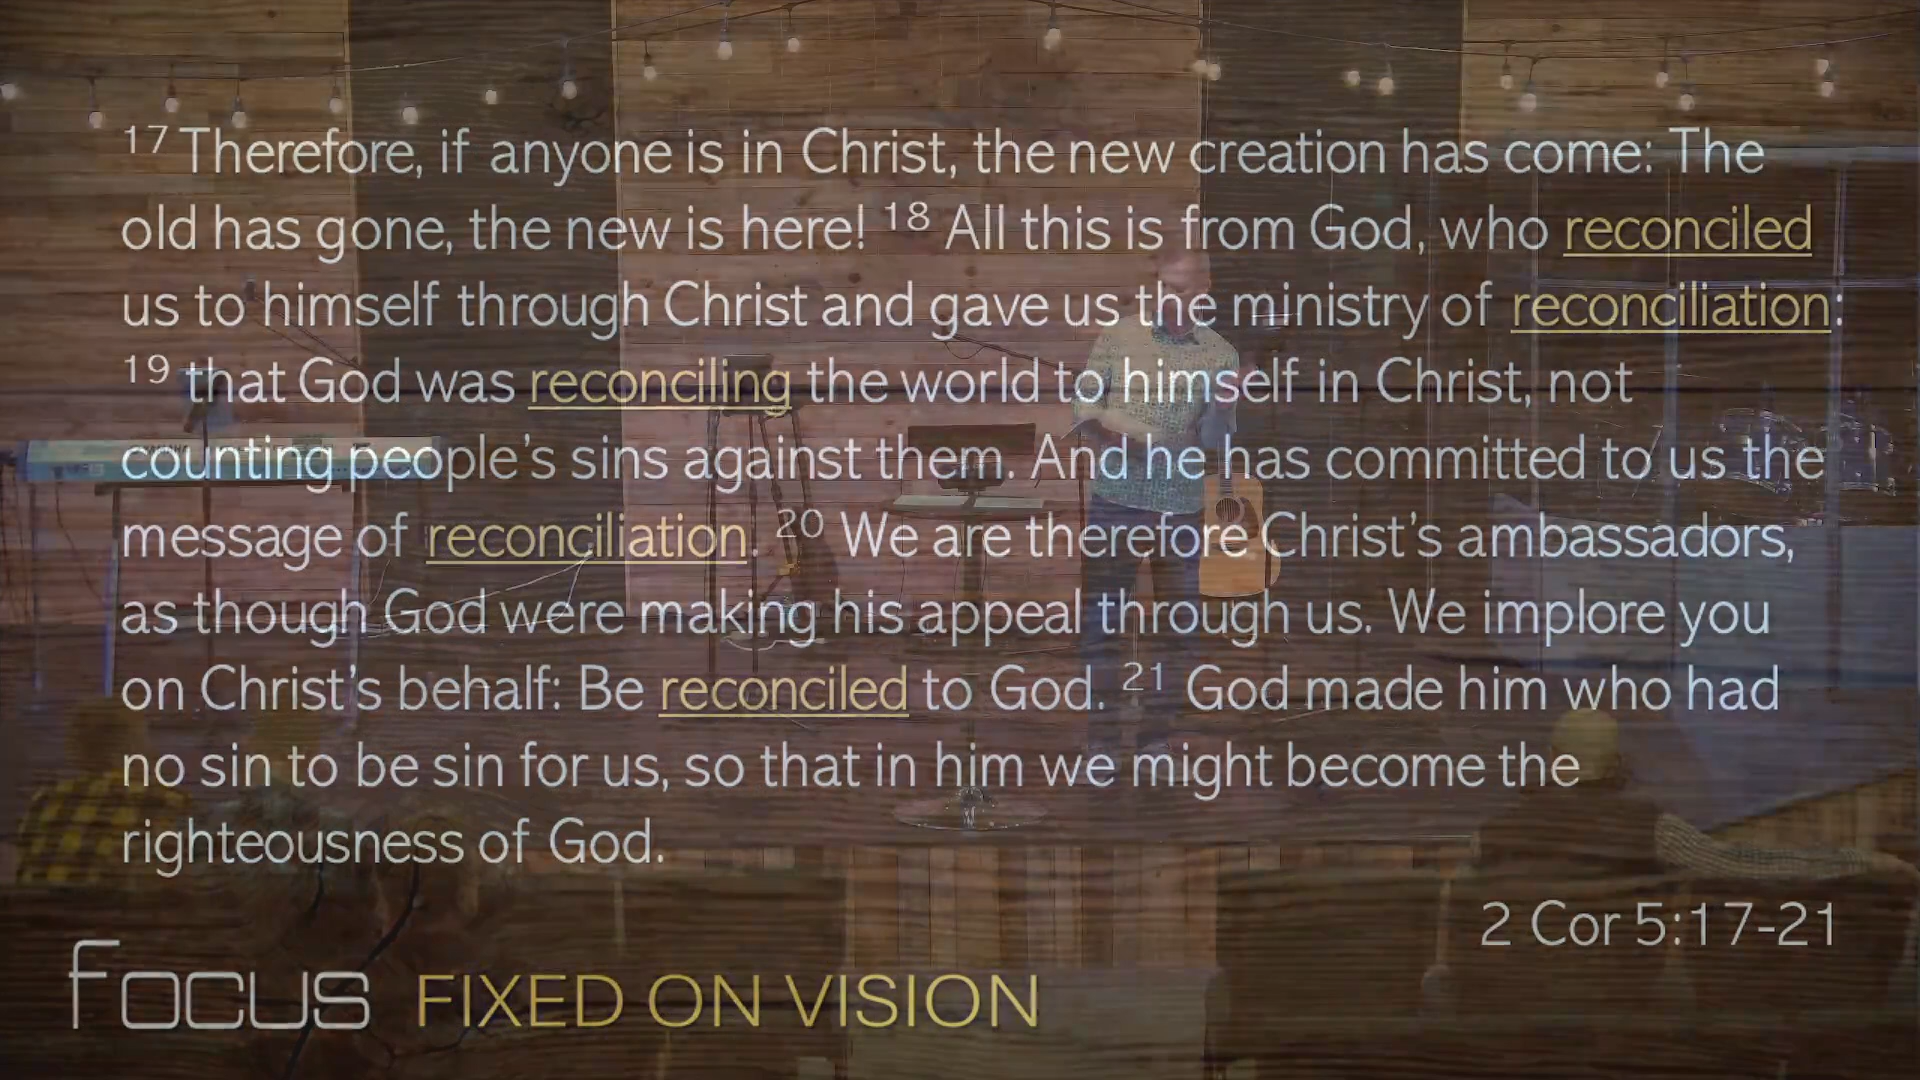 17 Therefore, if anyone is in Christ, the new creation has come: The
old has gone, the new is here! 18 All this is from God, who reconciled
us to himself through Christ and gave us the ministry of reconciliation:
19 that God was reconciling the world to himself in Christ, not
counting people’s sins against them. And he has committed to us the
message of reconciliation. 20 We are therefore Christ’s ambassadors,
as though God were making his appeal through us. We implore you
on Christ’s behalf: Be reconciled to God. 21 God made him who had
no sin to be sin for us, so that in him we might become the
righteousness of God.
2 Cor 5:17-21
focus FIXED ON VISION